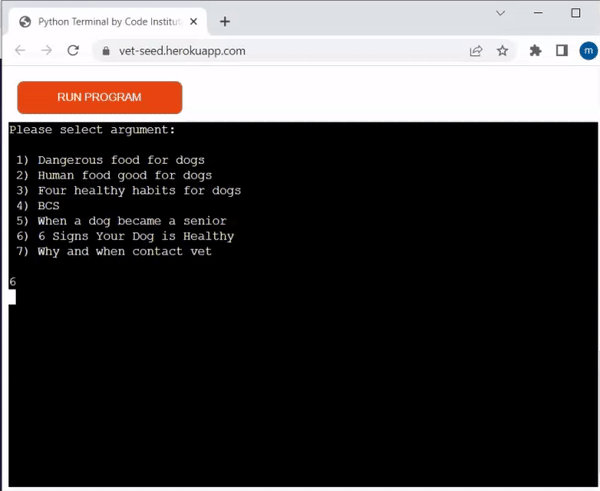 Python Terminal by Code Institut
vet-seed.herokuapp.com
m
RUN PROGRAM
Please select argument:
1) Dangerous food for dogs
2) Human food good for dogs
3) Four healthy habits for dogs
4) BCS
5) When a dog became a senior
6) 6 Signs Your Dog is Healthy
7) Why and when contact vet
6